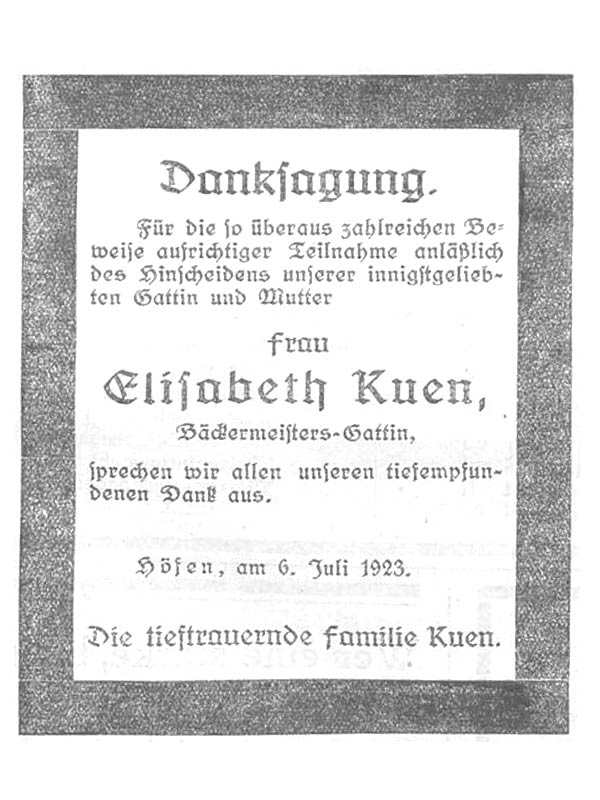 Danksagung.
Für die so überaus zahlreichen Be-
weise aufrichtiger Teilnahme anläßlich
des Hinscheidens unserer innigstgelieb-
ten Gattin und Mutter
Frau
Elisabeth Kuen,
Bäckermeisters-Gattin,
sprechen wir allen unseren tiefempfun-
denen Dank aus.
Höfen, am 6. Juli 1923.
Die tieftrauernde Familie Kuen.